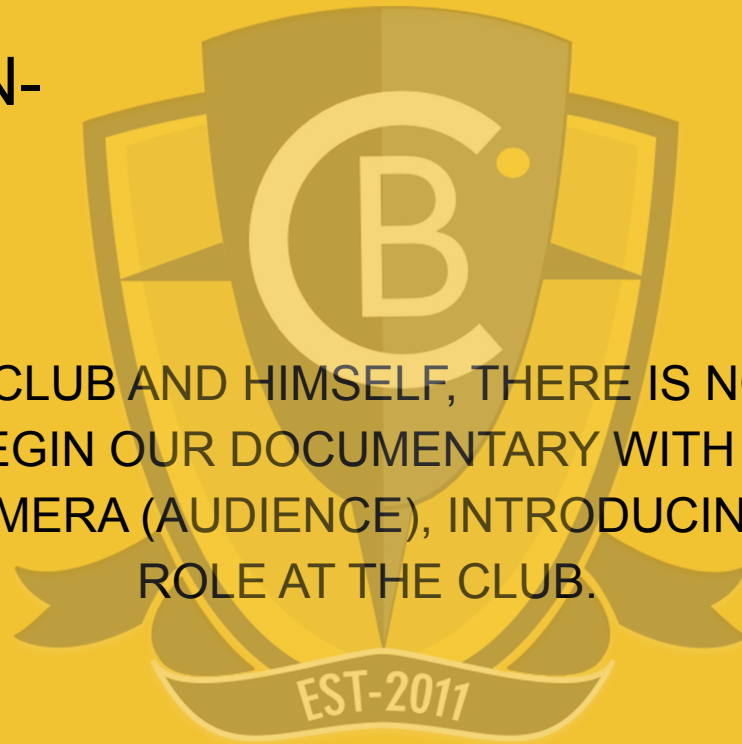 N-
CB
CLUB AND HIMSELF, THERE IS
EGIN OUR DOCUMENTARY WITH
MERA (AUDIENCE), INTRODUCIN
ROLE AT THE CLUB.
EST-2011